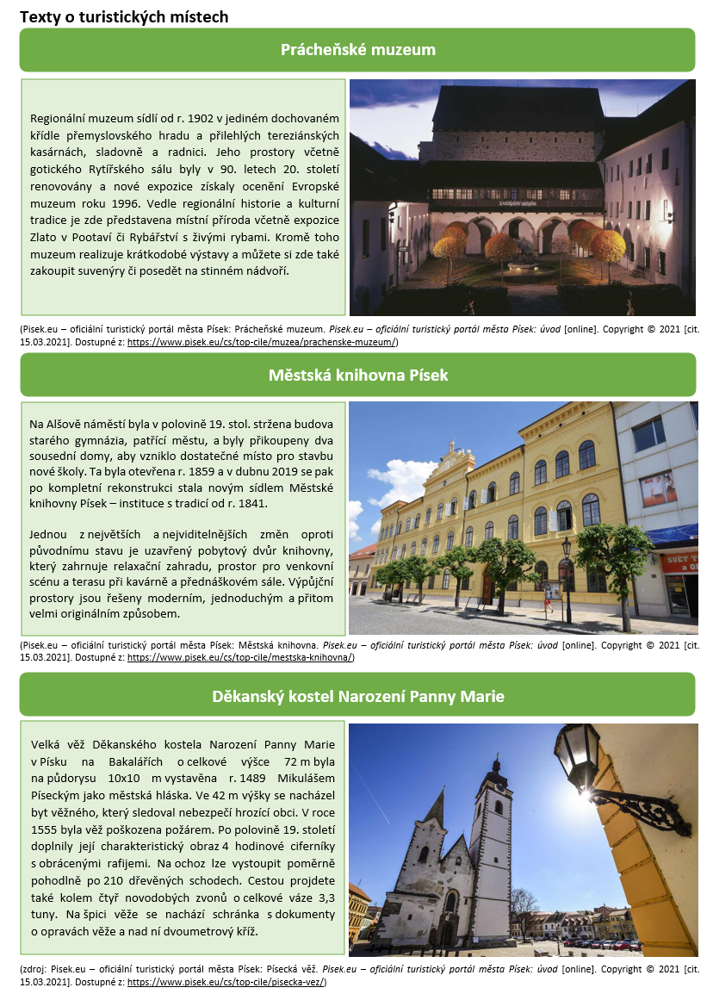 Texty o turistických místech
Prácheňské muzeum
Regionální muzeum sídlí od r. 1902 v jediném dochovaném
křídle přemyslovského hradu a přilehlých tereziánských
kasárnách, sladovně a radnici. Jeho prostory včetně
gotického Rytířského sálu byly v 90. letech 20. století
renovovány a nové expozice získaly ocenění Evropské
muzeum roku 1996. Vedle regionální historie a kulturní
tradice je zde představena místní příroda včetně expozice
Zlato v Pootaví či Rybářství s živými rybami. Kromě toho
muzeum realizuje krátkodobé výstavy a můžete si zde také
zakoupit suvenýry či posedět na stinném nádvoří.
(Pisek.eu – oficiální turistický portál města Písek: Prácheňské muzeum. Pisek.eu – oficiální turistický portál města Písek: úvod [online]. Copyright © 2021 [cit.
15.03.2021]. Dostupné z: https://www.pisek.eu/cs/top-cile/muzea/prachenske-muzeum/)
Městská knihovna Písek
Na Alšově náměstí byla v polovině 19. stol. stržena budova
starého gymnázia, patřící městu, a byly přikoupeny dva
sousední domy, aby vzniklo dostatečné místo pro stavbu
nové školy. Ta byla otevřena r. 1859 a v dubnu 2019 se pak
po kompletní rekonstrukci stala novým sídlem Městské
knihovny Písek – instituce s tradicí od r. 1841.
Jednou z největších a nejviditelnějších změn oproti
původnímu stavu je uzavřený pobytový dvůr knihovny,
který zahrnuje relaxační zahradu, prostor pro venkovní
scénu a terasu při kavárně a přednáškovém sále. Výpůjční
prostory jsou řešeny moderním, jednoduchým a přitom
velmi originálním způsobem.
SVĚT T
a O
(Pisek.eu – oficiální turistický portál města Písek: Městská knihovna. Pisek.eu – oficiální turistický portál města Písek: úvod [online]. Copyright © 2021 [cit.
15.03.2021]. Dostupné z: https://www.pisek.eu/cs/top-cile/mestska-knihovna/)
Děkanský kostel Narození Panny Marie
Velká věž Děkanského kostela Narození Panny Marie
v Písku na Bakalářích o celkové výšce 72 m byla
na půdorysu 10x10 m vystavěna r. 1489 Mikulášem
Píseckým jako městská hláska. Ve 42 m výšky se nacházel
byt věžného, který sledoval nebezpečí hrozící obci. V roce
1555 byla věž poškozena požárem. Po polovině 19. století
doplnily její charakteristický obraz 4 hodinové ciferníky
s obrácenými rafijemi. Na ochoz lze vystoupit poměrně
pohodlně po 210 dřevěných schodech. Cestou projdete
také kolem čtyř novodobých zvonů o celkové váze 3,3
tuny. Na špici věže se nachází schránka s dokumenty
o opravách věže a nad ní dvoumetrový kříž.
(zdroj: Pisek.eu – oficiální turistický portál města Písek: Písecká věž. Pisek.eu – oficiální turistický portál města Písek: úvod [online]. Copyright © 2021 [cit.
15.03.2021]. Dostupné z: https://www.pisek.eu/cs/top-cile/pisecka-vez/)